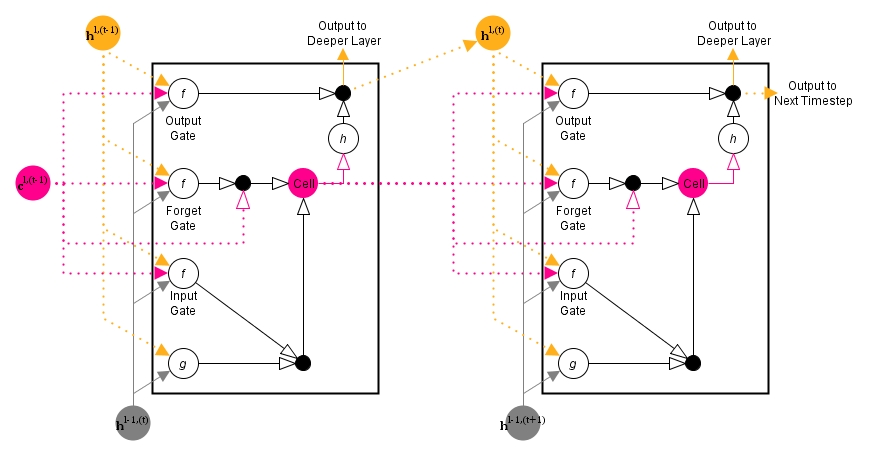 h^l,(t-1)
Output to
Deeper Layer
f
Output
Gate
h
c^l,(t-1)
f
Forget
Gate
Cell
f
Input
Gate
g
h^l-1,(t)
h^l,(t)
Output to
Deeper Layer
f
Output
Gate
Output to
Next Timestep
h
f
Forget
Gate
Cell
f
Input
Gate
g
h^l-1,(t+1)